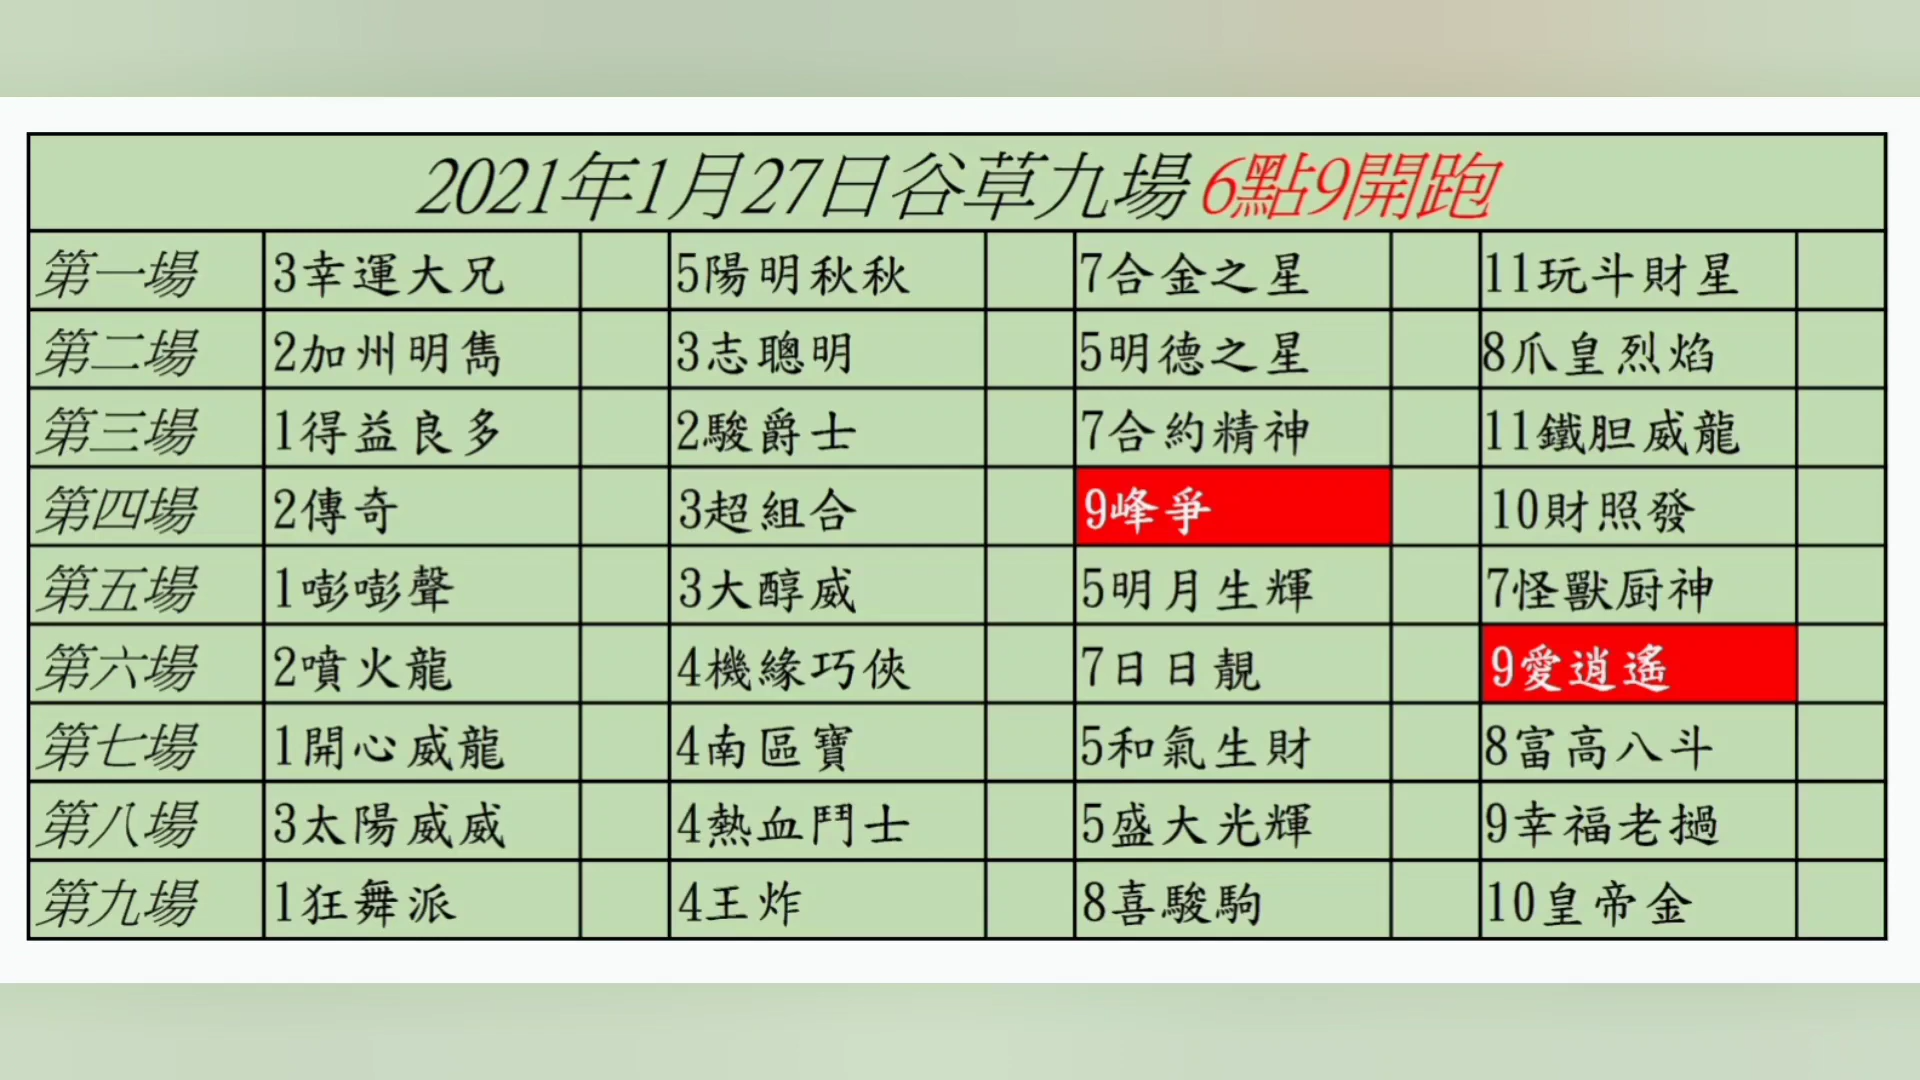 2021年1月27日谷草九場 6點9開跑
第一場 3幸運大兄 5陽明秋秋 7合金之星 11玩斗財星
第二場 2加州明雋 3志聰明 5明德之星 8爪皇烈焰
第三場 1得益良多 2駿爵士 7合約精神 11鐵胆威龍
第四場 2傳奇 3超組合 9峰爭 10財照發
第五場 1嘭嘭聲 3大醇威 5明月生輝 7怪獸厨神
第六場 2噴火龍 4機緣巧俠 7日日靚 9愛逍遙
第七場 1開心威龍 4南區寶 5和氣生財 8富高八斗
第八場 3太陽威威 4熱血鬥士 5盛大光輝 9幸福老撾
第九場 1狂舞派 4王炸 8喜駿駒 10皇帝金